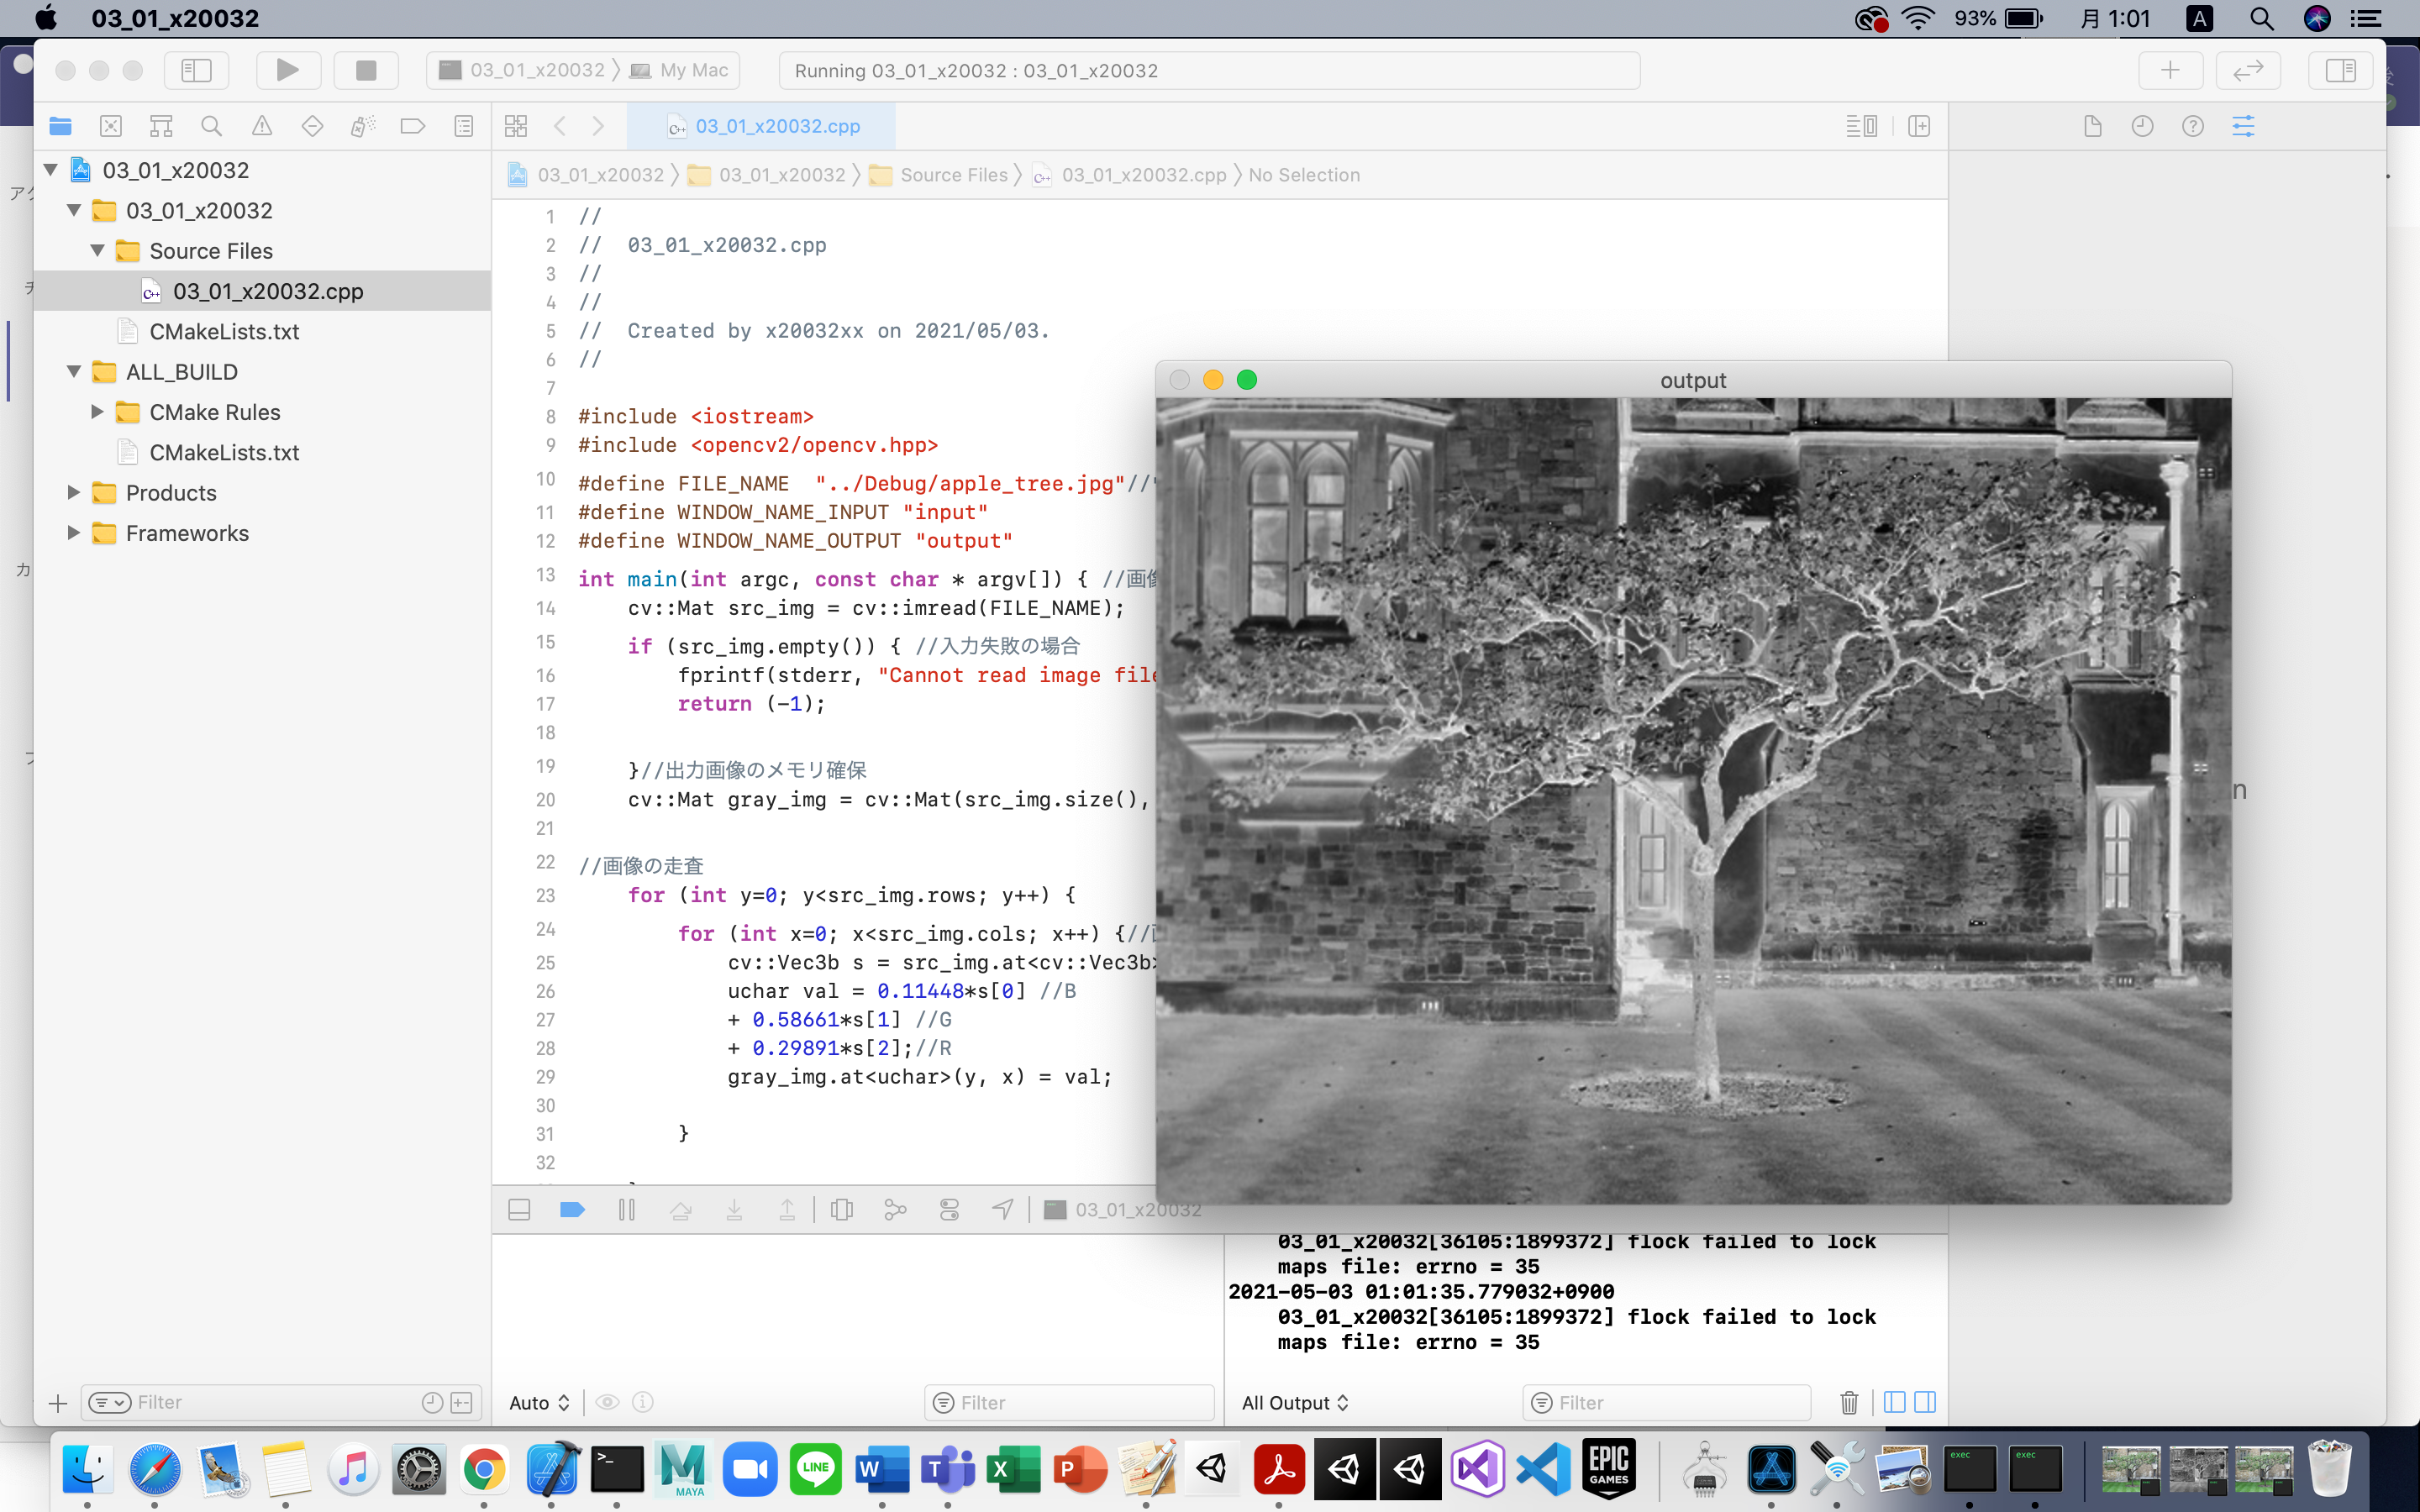 03_01_x20032
93%
月 1:01
A
03_01_x20032 〉 My Mac
Running 03_01_x20032 : 03_01_x20032
03_01_x20032.cpp
03_01_x20032 〉 03_01_x20032 〉 Source Files 〉 03_01_x20032.cpp 〉 No Selection
03_01_x20032
03_01_x20032
Source Files
03_01_x20032.cpp
CMakeLists.txt
ALL_BUILD
CMake Rules
CMakeLists.txt
Products
Frameworks
1 //
2 //  03_01_x20032.cpp
3 //
4 //
5 //  Created by x20032xx on 2021/05/03.
6 //
7
8 #include <iostream>
9 #include <opencv2/opencv.hpp>
10 #define FILE_NAME  "../Debug/apple_tree.jpg"//
11 #define WINDOW_NAME_INPUT "input"
12 #define WINDOW_NAME_OUTPUT "output"
13 int main(int argc, const char * argv[]) { //画像
14     cv::Mat src_img = cv::imread(FILE_NAME);
15     if (src_img.empty()) { //入力失敗の場合
16         fprintf(stderr, "Cannot read image file
17         return (-1);
18
19     }//出力画像のメモリ確保
20     cv::Mat gray_img = cv::Mat(src_img.size(),
21
22 //画像の走査
23     for (int y=0; y<src_img.rows; y++) {
24         for (int x=0; x<src_img.cols; x++) {//
25             cv::Vec3b s = src_img.at<cv::Vec3b>
26             uchar val = 0.11448*s[0] //B
27             + 0.58661*s[1] //G
28             + 0.29891*s[2];//R
29             gray_img.at<uchar>(y, x) = val;
30
31         }
32
output
n
03_01_x20032
03_01_x20032[36105:1899372] flock failed to lock
maps file: errno = 35
2021-05-03 01:01:35.779032+0900
03_01_x20032[36105:1899372] flock failed to lock
maps file: errno = 35
Filter
Auto
Filter
All Output
Filter
MAYA
LINE
W
T
X
P
EPIC
GAMES
exec
exec